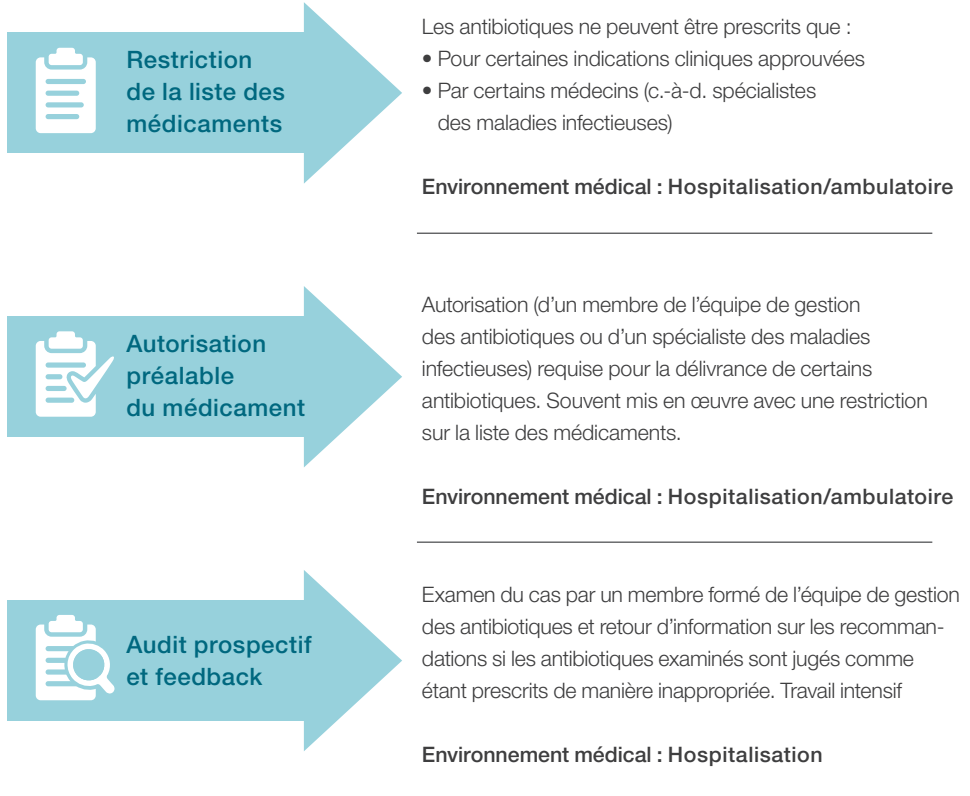 Restriction
de la liste des
médicaments
Les antibiotiques ne peuvent être prescrits que :
• Pour certaines indications cliniques approuvées
• Par certains médecins (c.-à-d. spécialistes
des maladies infectieuses)
Environnement médical : Hospitalisation/ambulatoire
Autorisation
préalable
du médicament
Autorisation (d’un membre de l’équipe de gestion
des antibiotiques ou d’un spécialiste des maladies
infectieuses) requise pour la délivrance de certains
antibiotiques. Souvent mis en œuvre avec une restriction
sur la liste des médicaments.
Environnement médical : Hospitalisation/ambulatoire
Audit prospectif
et feedback
Examen du cas par un membre formé de l’équipe de gestion
des antibiotiques et retour d’information sur les recomman-
dations si les antibiotiques examinés sont jugés comme
étant prescrits de manière inappropriée. Travail intensif
Environnement médical : Hospitalisation